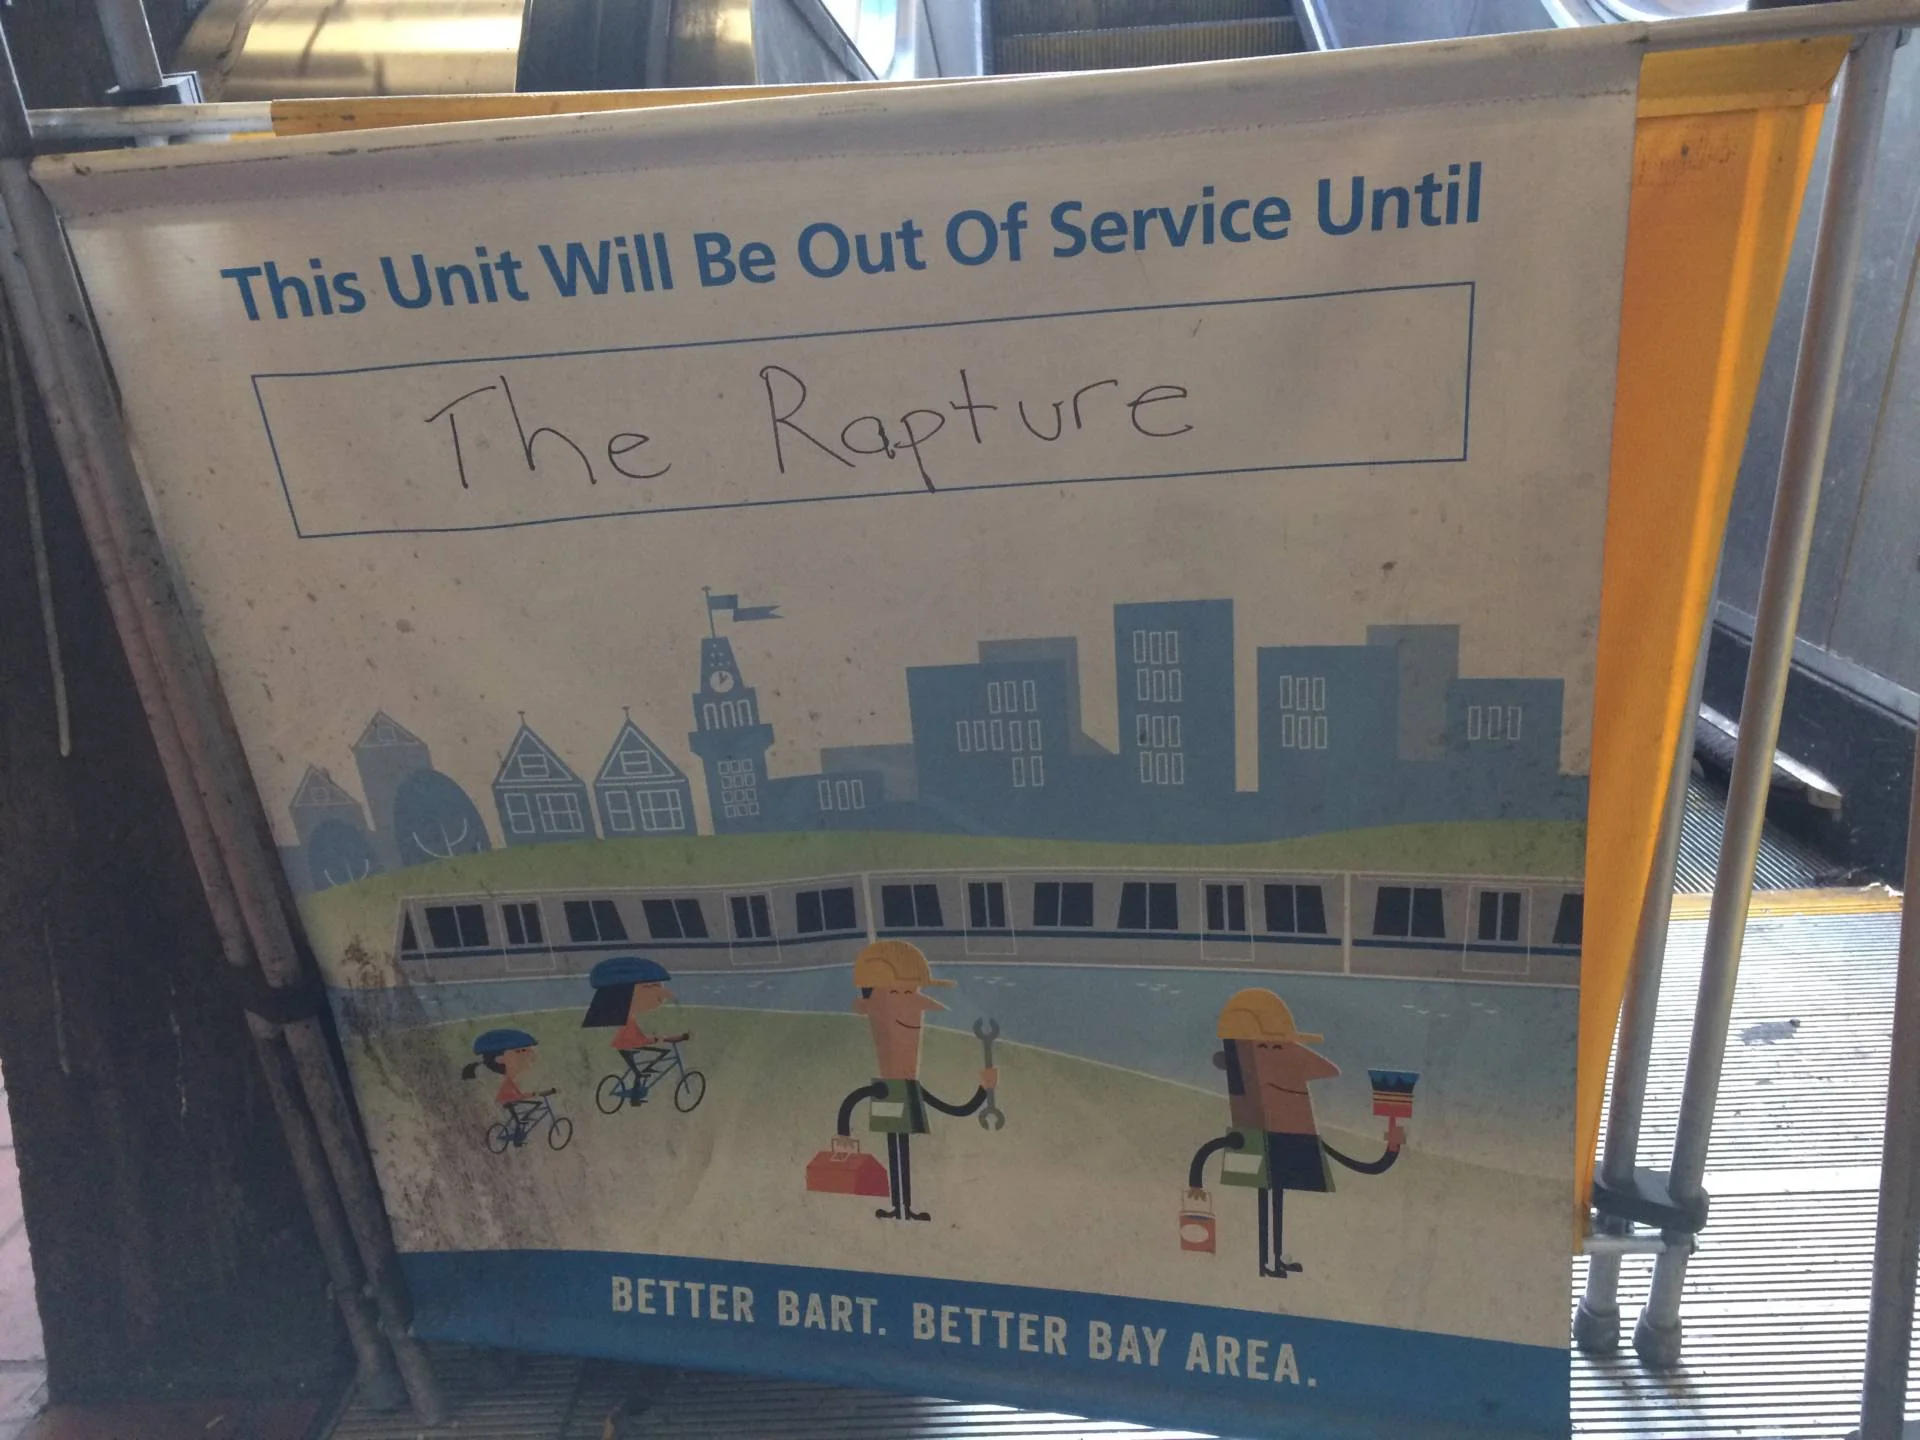 This Unit Will Be Out Of Service Until
The Rapture
BETTER BART. BETTER BAY AREA.